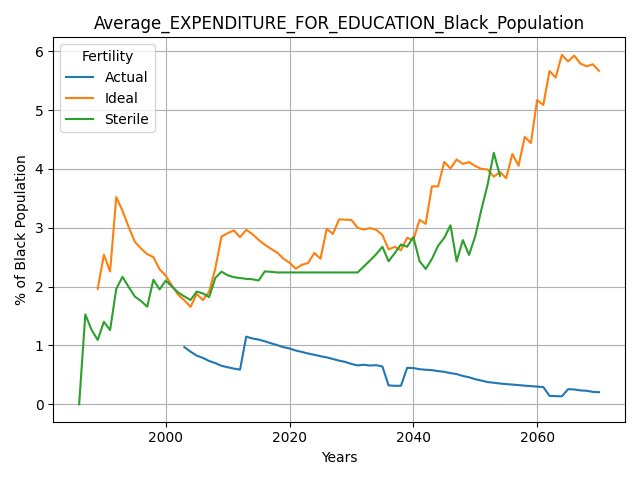 Average_EXPENDITURE_FOR_EDUCATION_Black_Population
Fertility
Actual
Ideal
Sterile
% of Black Population
6
5
4
3
2
1
0
2000
2020
2040
2060
Years